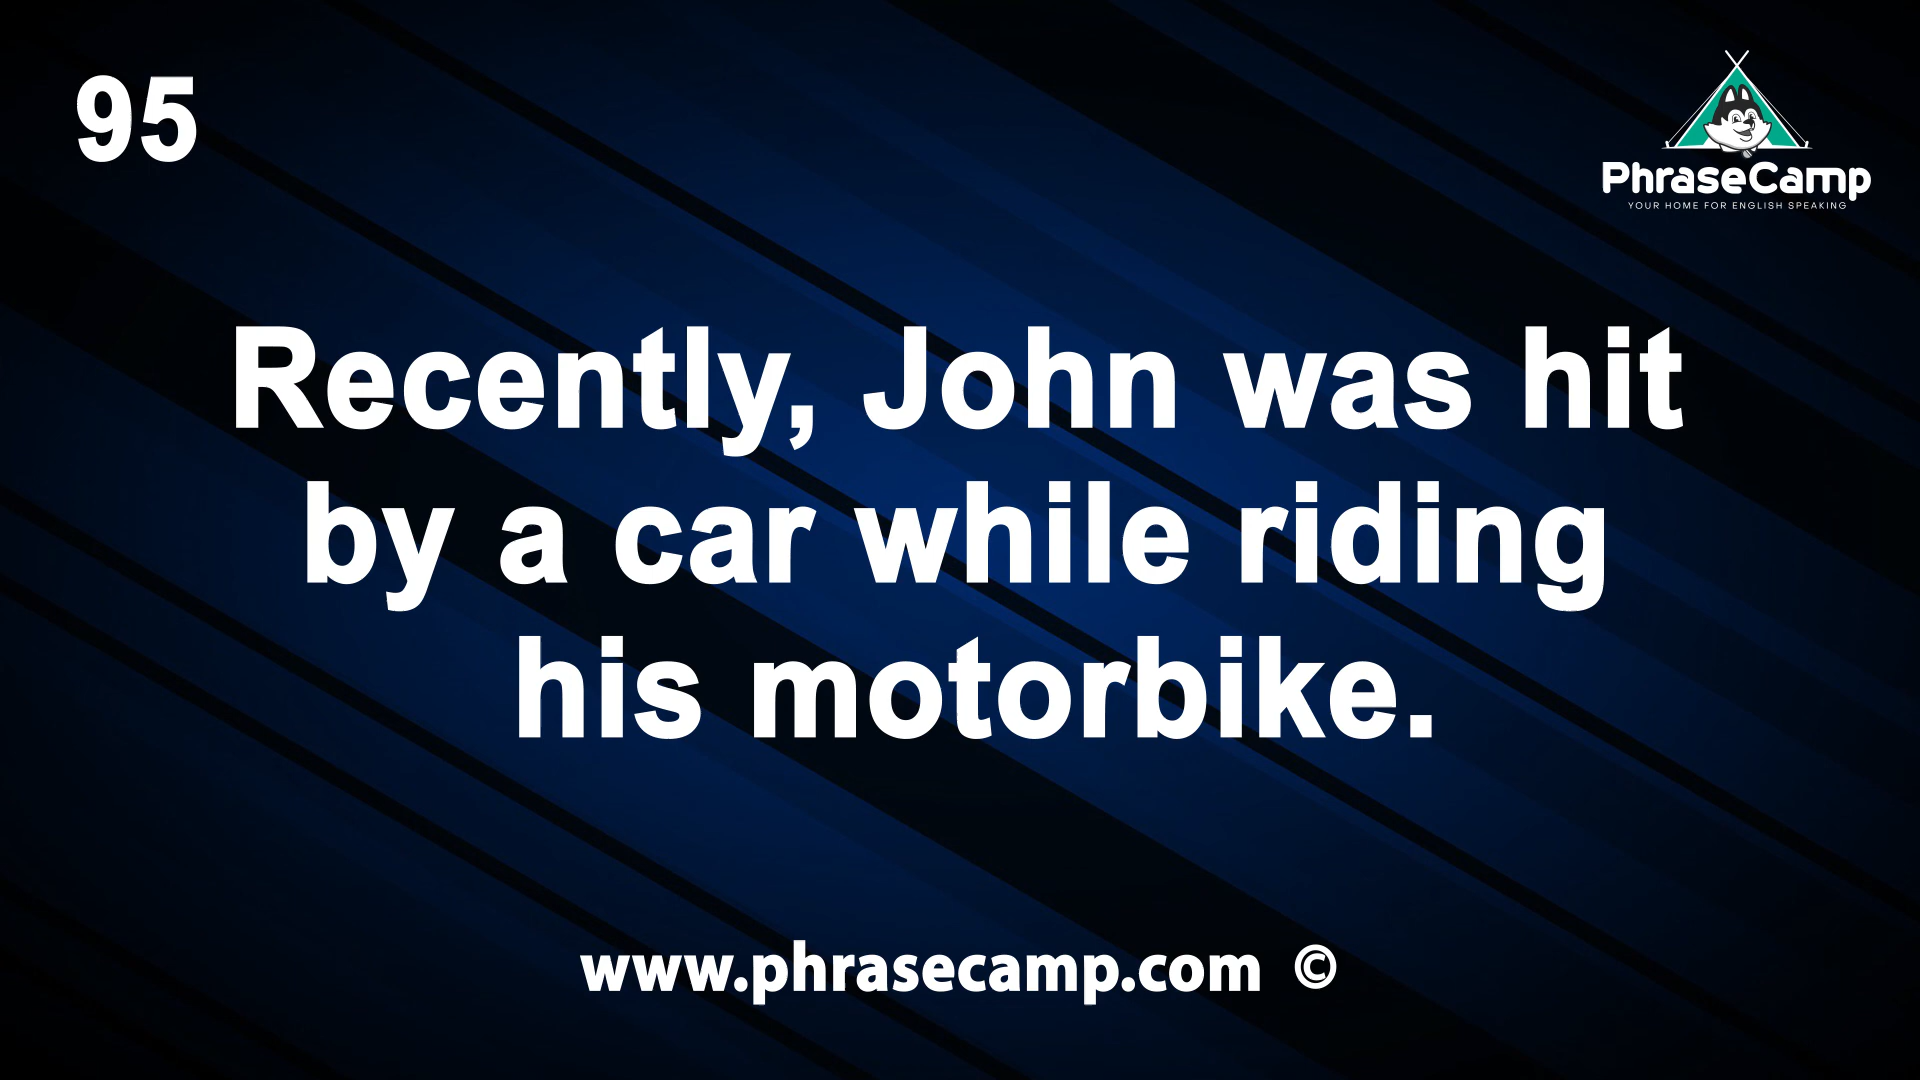 95
PhraseCamp
YOUR HOME FOR ENGLISH SPEAKING
Recently, John was hit
by a car while riding
his motorbike.
www.phrasecamp.com ©